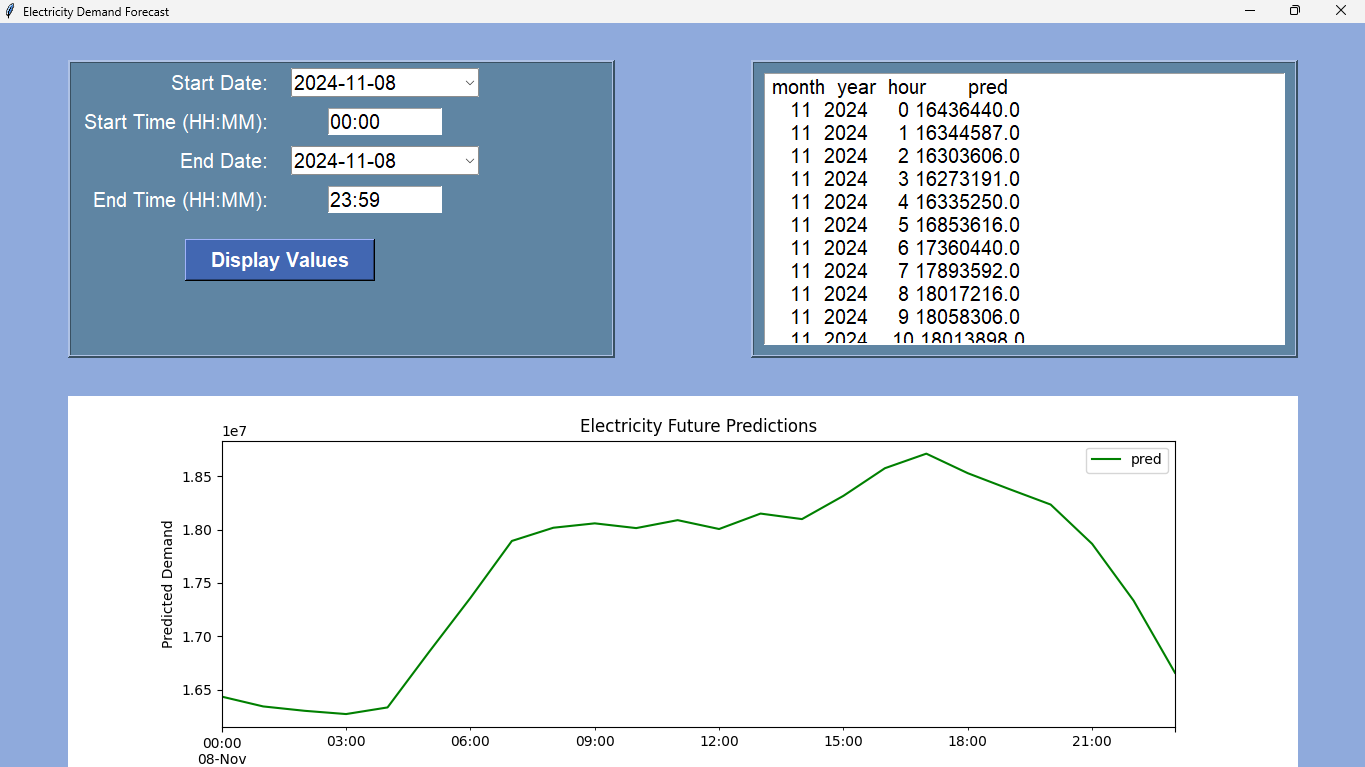 Electricity Demand Forecast
Start Date: 2024-11-08
Start Time (HH:MM): 00:00
End Date: 2024-11-08
End Time (HH:MM): 23:59
Display Values
month year hour pred
11 2024 0 16436440.0
11 2024 1 16344587.0
11 2024 2 16303606.0
11 2024 3 16273191.0
11 2024 4 16335250.0
11 2024 5 16853616.0
11 2024 6 17360440.0
11 2024 7 17893592.0
11 2024 8 18017216.0
11 2024 9 18058306.0
11 2024 10 18013898.0
Electricity Future Predictions
1e7
pred
1.85
1.80
1.75
1.70
1.65
Predicted Demand
00:00 03:00 06:00 09:00 12:00 15:00 18:00 21:00
08-Nov